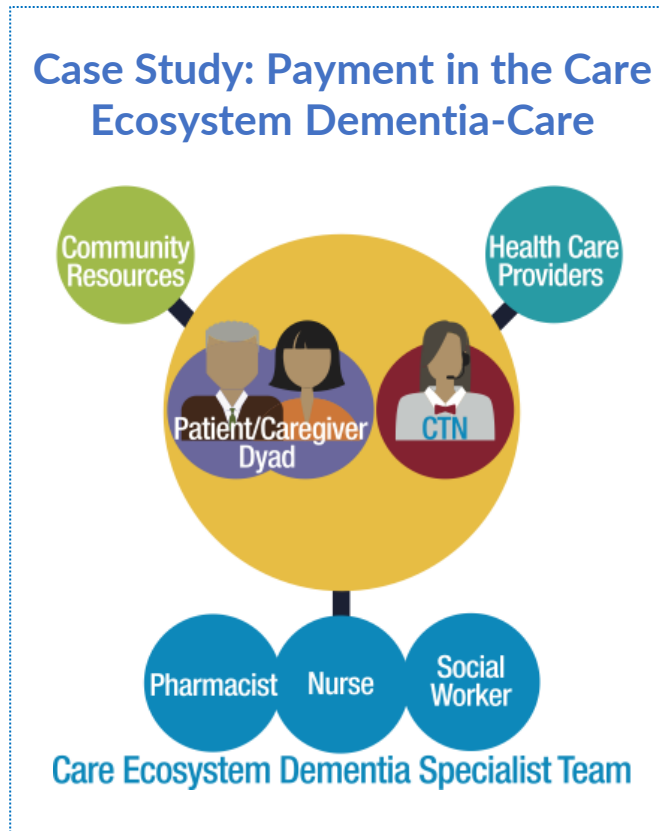 Case Study: Payment in the Care
Ecosystem Dementia-Care
Community
Resources
Health Care
Providers
Patient/Caregiver
Dyad
CTN
Pharmacist
Nurse
Social
Worker
Care Ecosystem Dementia Specialist Team